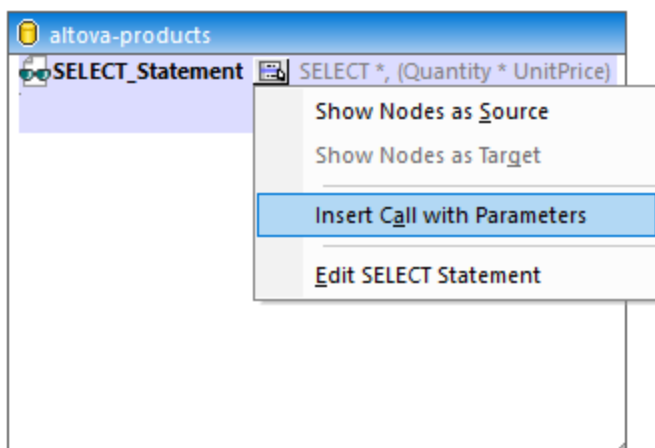 altova-products
SELECT_Statement SELECT *, (Quantity * UnitPrice)
Show Nodes as Source
Show Nodes as Target
Insert Call with Parameters
Edit SELECT Statement